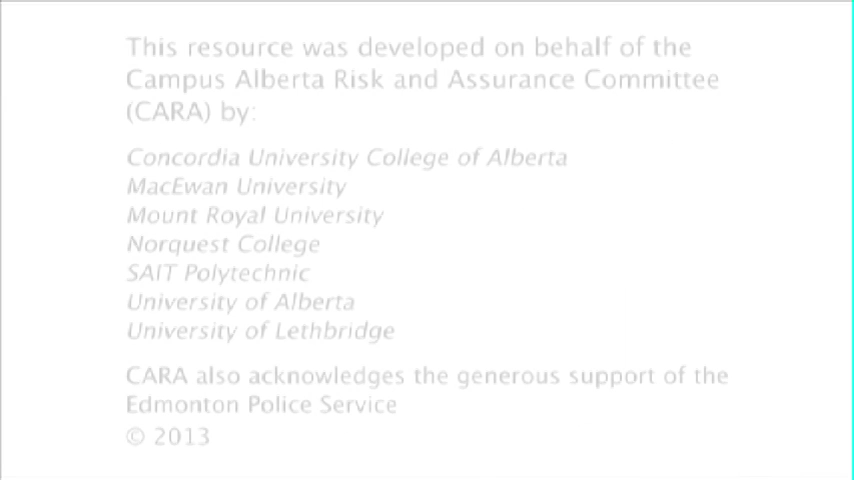 This resource was developed on behalf of the
Campus Alberta Risk and Assurance Committee
(CARA) by:
Concordia University College of Alberta
MacEwan University
Mount Royal University
Norquest College
SAIT Polytechnic
University of Alberta
University of Lethbridge
CARA also acknowledges the generous support of the
Edmonton Police Service
© 2013